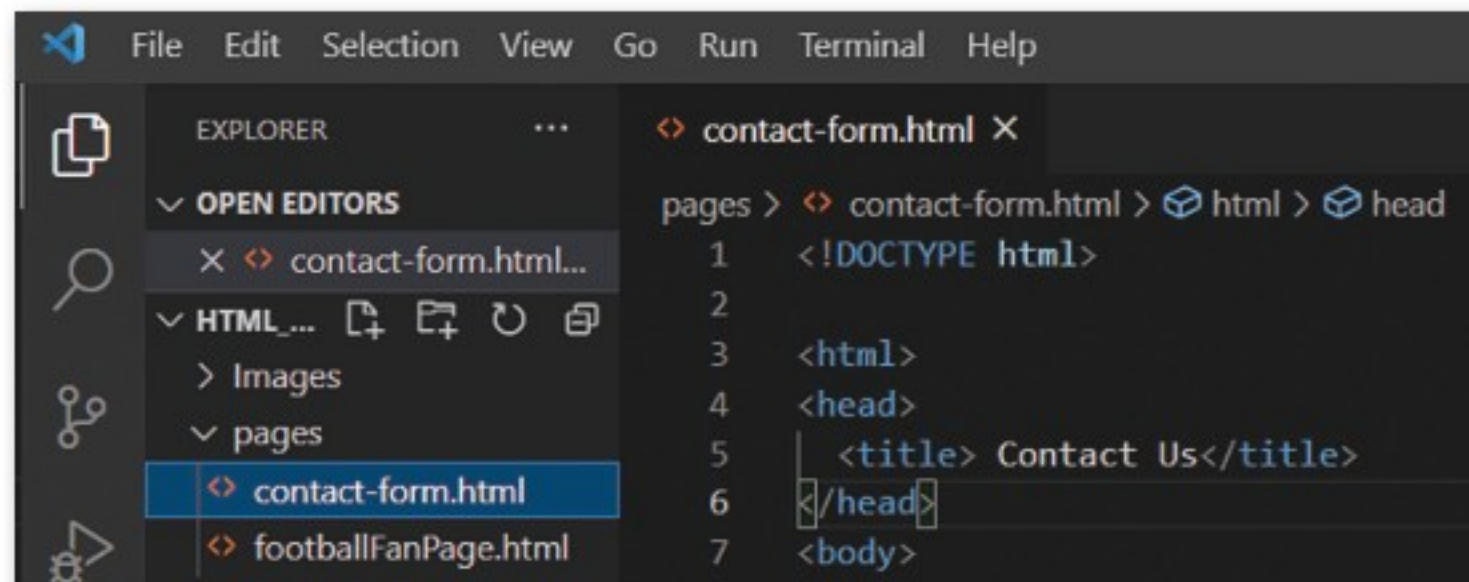 File Edit Selection View Go Run Terminal Help
EXPLORER ...
OPEN EDITORS
contact-form.html...
HTML_...
Images
pages
contact-form.html
footballFanPage.html
contact-form.html
pages > contact-form.html > html > head
1 <!DOCTYPE html>
2
3 <html>
4 <head>
5 <title> Contact Us</title>
6 </head>
7 <body>